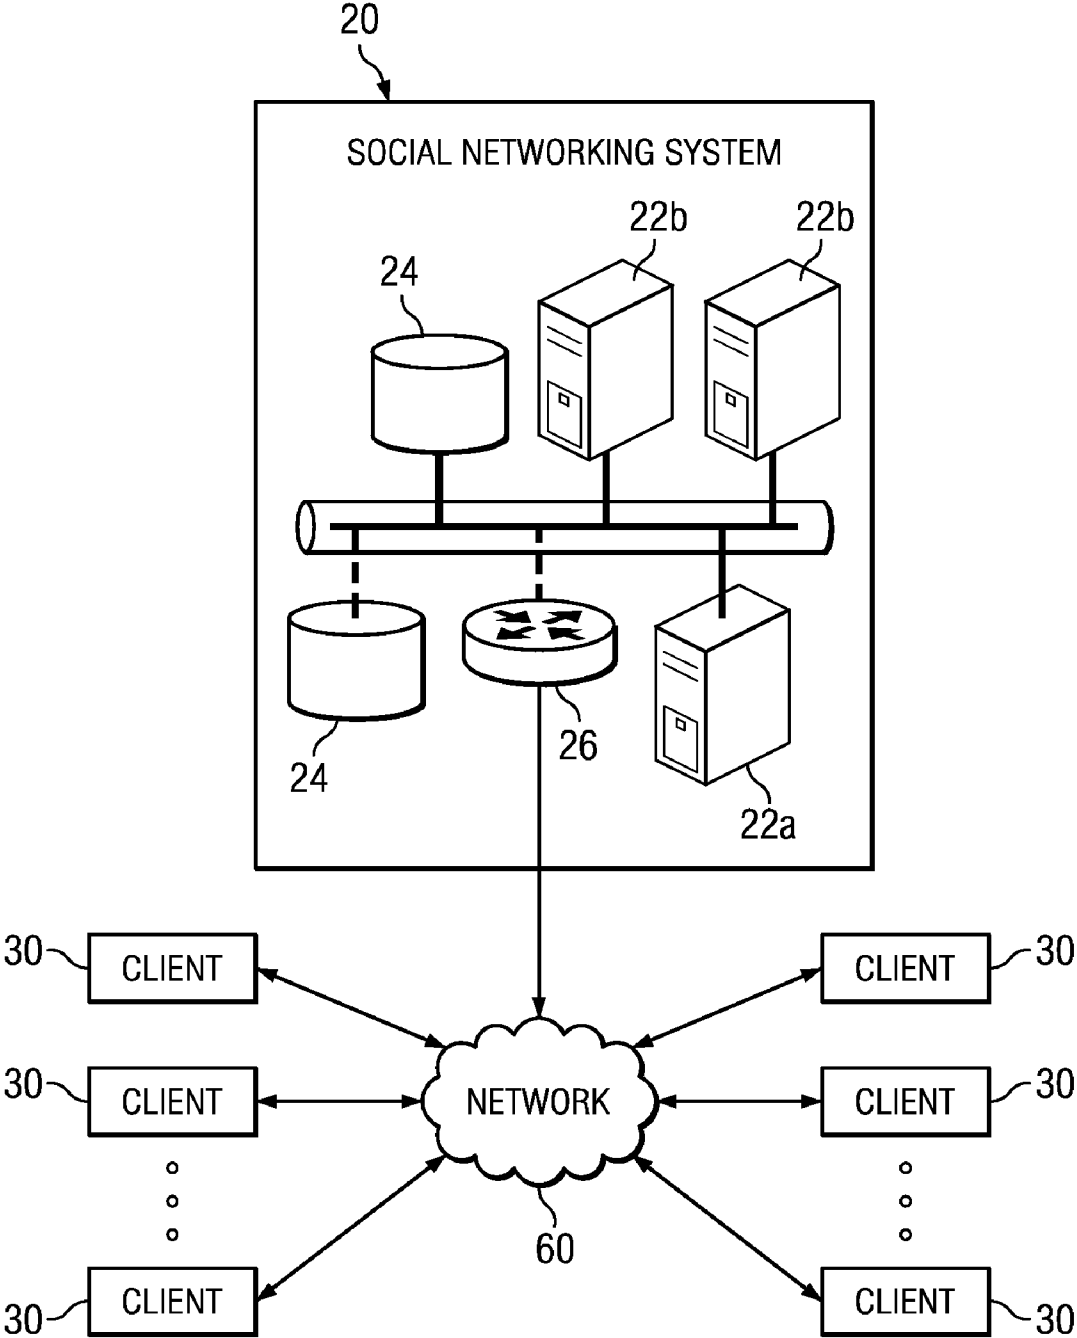 20
SOCIAL NETWORKING SYSTEM
22b 22b
24
26
24
22a
30 CLIENT CLIENT 30
30 CLIENT NETWORK CLIENT 30
60
30 CLIENT CLIENT 30